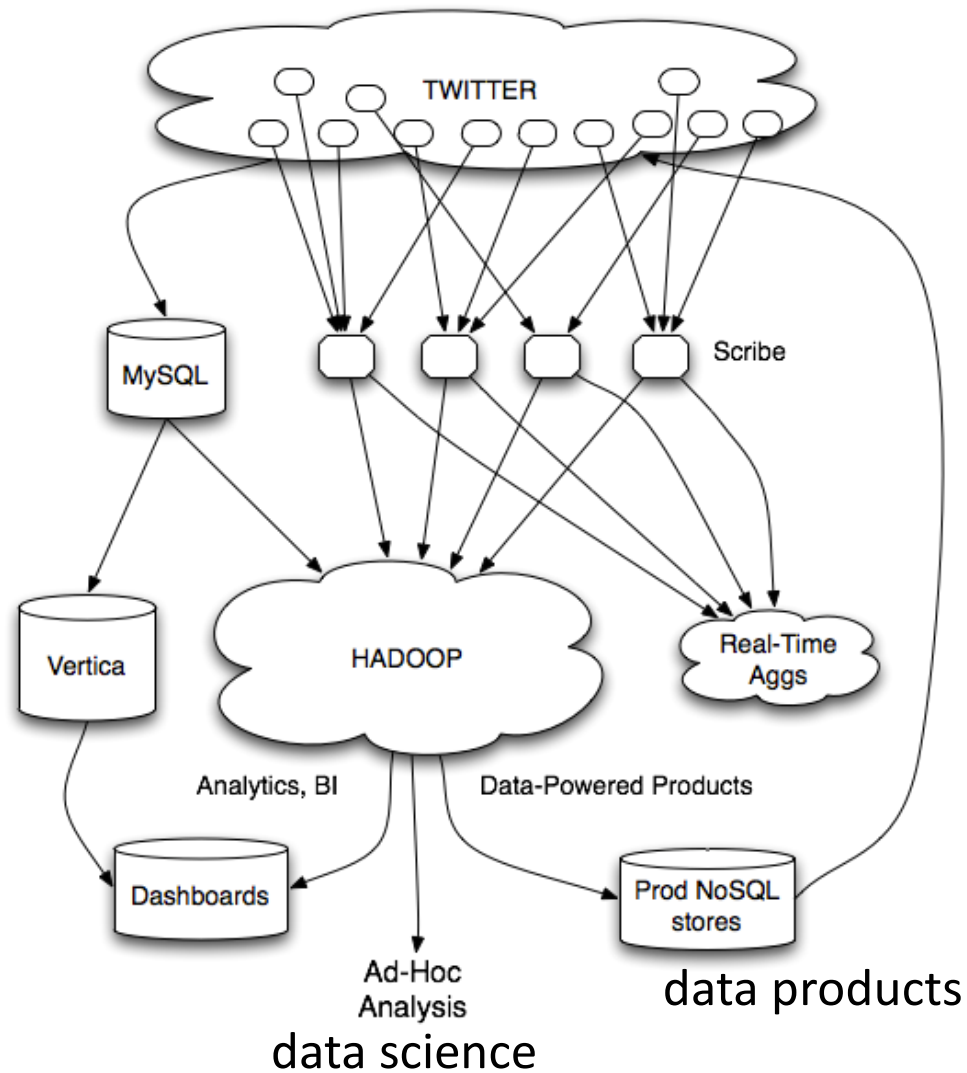 TWITTER
MySQL
Scribe
Vertica
HADOOP
Real-Time
Aggs
Analytics, BI
Data-Powered Products
Dashboards
Prod NoSQL
stores
Ad-Hoc
Analysis
data products
data science